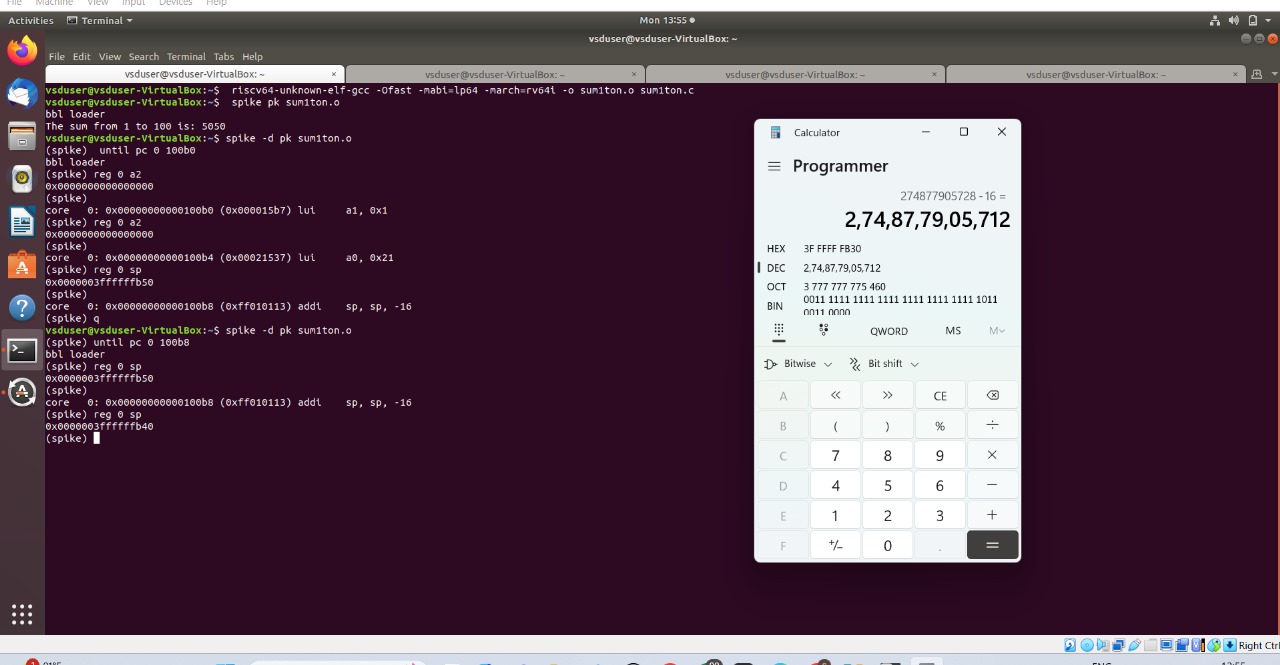 File Machine View Input Devices Help
Activities Terminal Mon 13:55
vsduser@vsduser-VirtualBox: ~
File Edit View Search Terminal Tabs Help
vsduser@vsduser-VirtualBox: ~ × vsduser@vsduser-VirtualBox: ~ × vsduser@vsduser-VirtualBox: ~ × vsduser@vsduser-VirtualBox: ~ ×
vsduser@vsduser-VirtualBox:~$ riscv64-unknown-elf-gcc -Ofast -mabi=lp64 -march=rv64i -o sum1ton.o sum1ton.c
vsduser@vsduser-VirtualBox:~$ spike pk sum1ton.o
bbl loader
The sum from 1 to 100 is: 5050
vsduser@vsduser-VirtualBox:~$ spike -d pk sum1ton.o
(spike) until pc 0 100b0
bbl loader
(spike) reg 0 a2
0x0000000000000000
(spike)
core 0: 0x00000000000100b0 (0x000015b7) lui a1, 0x1
(spike) reg 0 a2
0x0000000000000000
(spike)
core 0: 0x00000000000100b4 (0x00021537) lui a0, 0x21
(spike) reg 0 sp
0x0000003ffffffb50
(spike)
core 0: 0x00000000000100b8 (0xff010113) addi sp, sp, -16
(spike) q
vsduser@vsduser-VirtualBox:~$ spike -d pk sum1ton.o
(spike) until pc 0 100b8
bbl loader
(spike) reg 0 sp
0x0000003ffffffb50
(spike)
core 0: 0x00000000000100b8 (0xff010113) addi sp, sp, -16
(spike) reg 0 sp
0x0000003ffffffb40
(spike)
Calculator
Programmer
274877905728 - 16 =
2,74,87,79,05,712
HEX 3F FFFF FB30
DEC 2,74,87,79,05,712
OCT 3 777 777 775 460
BIN 0011 1111 1111 1111 1111 1111 1111 1011
0011 0000
QWORD MS M
Bitwise Bit shift
A << >> CE
B ( ) % ÷
C 7 8 9 ×
D 4 5 6 −
E 1 2 3 +
F +/− 0 . =
Right Ctrl